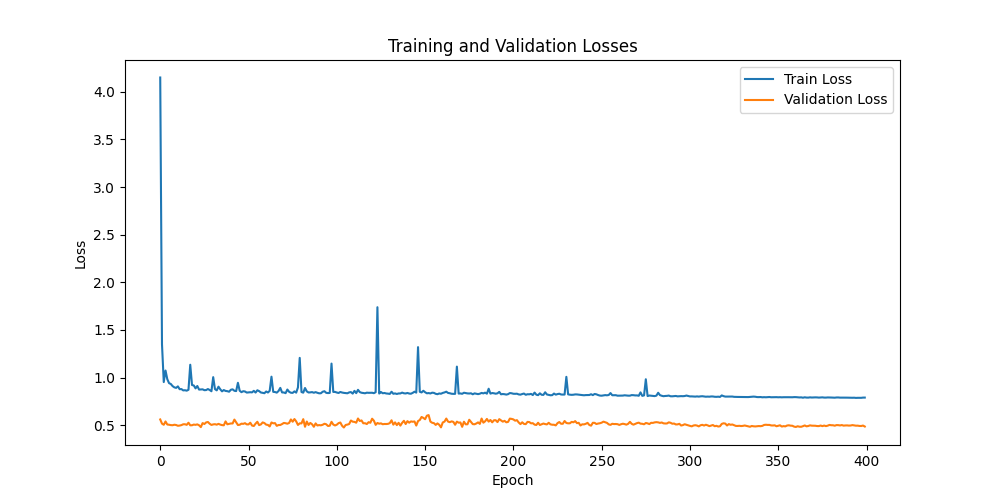 Training and Validation Losses
Train Loss
Validation Loss
4.0
3.5
3.0
2.5
2.0
1.5
1.0
0.5
Loss
0 50 100 150 200 250 300 350 400
Epoch